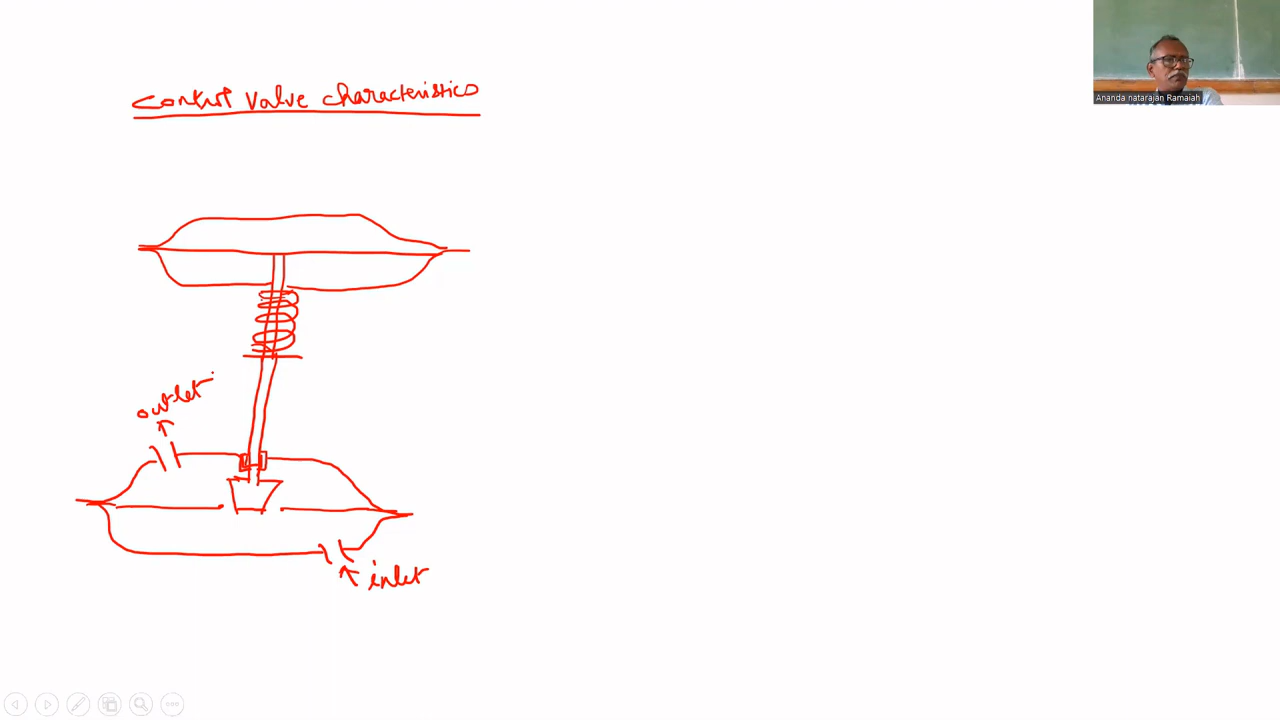 Control valve characteristics
Ananda natarajan Ramaiah
outlet
inlet